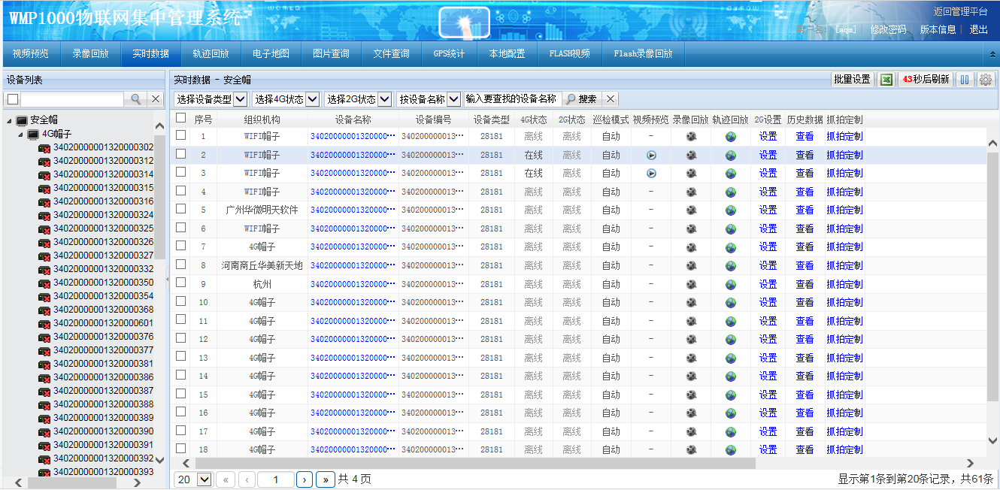 WMP1000物联网集中管理系统
返回管理平台
用户名: [aqm] 修改密码 版本信息 退出
视频预览 录像回放 实时数据 轨迹回放 电子地图 图片查询 文件查询 GPS统计 本地配置 FLASH视频 Flash录像回放
设备列表
安全帽
4G帽子
34020000001320000302
34020000001320000312
34020000001320000314
34020000001320000315
34020000001320000316
34020000001320000324
34020000001320000325
34020000001320000326
34020000001320000327
34020000001320000332
34020000001320000350
34020000001320000354
34020000001320000368
34020000001320000601
34020000001320000376
34020000001320000377
34020000001320000381
34020000001320000386
34020000001320000387
34020000001320000388
34020000001320000389
34020000001320000390
34020000001320000391
34020000001320000392
34020000001320000393
实时数据 - 安全帽 批量设置 43秒后刷新
选择设备类型 选择4G状态 选择2G状态 按设备名称 输入要查找的设备名称 搜索
序号 组织机构 设备名称 设备编号 设备类型 4G状态 2G状态 巡检模式 视频预览 录像回放 轨迹回放 2G设置 历史数据 抓拍定制
1 WIFI帽子 34020000001320000··· 340200000013··· 28181 离线 离线 自动 - 设置 查看 抓拍定制
2 WIFI帽子 34020000001320000··· 340200000013··· 28181 在线 离线 自动 设置 查看 抓拍定制
3 WIFI帽子 34020000001320000··· 340200000013··· 28181 在线 离线 自动 设置 查看 抓拍定制
4 WIFI帽子 34020000001320000··· 340200000013··· 28181 离线 离线 自动 - 设置 查看 抓拍定制
5 广州华微明天软件 34020000001320000··· 340200000013··· 28181 离线 离线 自动 - 设置 查看 抓拍定制
6 WIFI帽子 34020000001320000··· 340200000013··· 28181 离线 离线 自动 - 设置 查看 抓拍定制
7 4G帽子 34020000001320000··· 340200000013··· 28181 离线 离线 自动 - 设置 查看 抓拍定制
8 河南商丘华美新天地 34020000001320000··· 340200000013··· 28181 离线 离线 自动 - 设置 查看 抓拍定制
9 杭州 34020000001320000··· 340200000013··· 28181 离线 离线 自动 - 设置 查看 抓拍定制
10 4G帽子 34020000001320000··· 340200000013··· 28181 离线 离线 自动 - 设置 查看 抓拍定制
11 4G帽子 34020000001320000··· 340200000013··· 28181 离线 离线 自动 - 设置 查看 抓拍定制
12 4G帽子 34020000001320000··· 340200000013··· 28181 离线 离线 自动 - 设置 查看 抓拍定制
13 4G帽子 34020000001320000··· 340200000013··· 28181 离线 离线 自动 - 设置 查看 抓拍定制
14 4G帽子 34020000001320000··· 340200000013··· 28181 离线 离线 自动 - 设置 查看 抓拍定制
15 4G帽子 34020000001320000··· 340200000013··· 28181 离线 离线 自动 - 设置 查看 抓拍定制
16 4G帽子 34020000001320000··· 340200000013··· 28181 离线 离线 自动 - 设置 查看 抓拍定制
17 4G帽子 34020000001320000··· 340200000013··· 28181 离线 离线 自动 - 设置 查看 抓拍定制
18 4G帽子 34020000001320000··· 340200000013··· 28181 离线 离线 自动 - 设置 查看 抓拍定制
20 « ‹ 1 › » 共 4 页 显示第1条到第20条记录，共61条